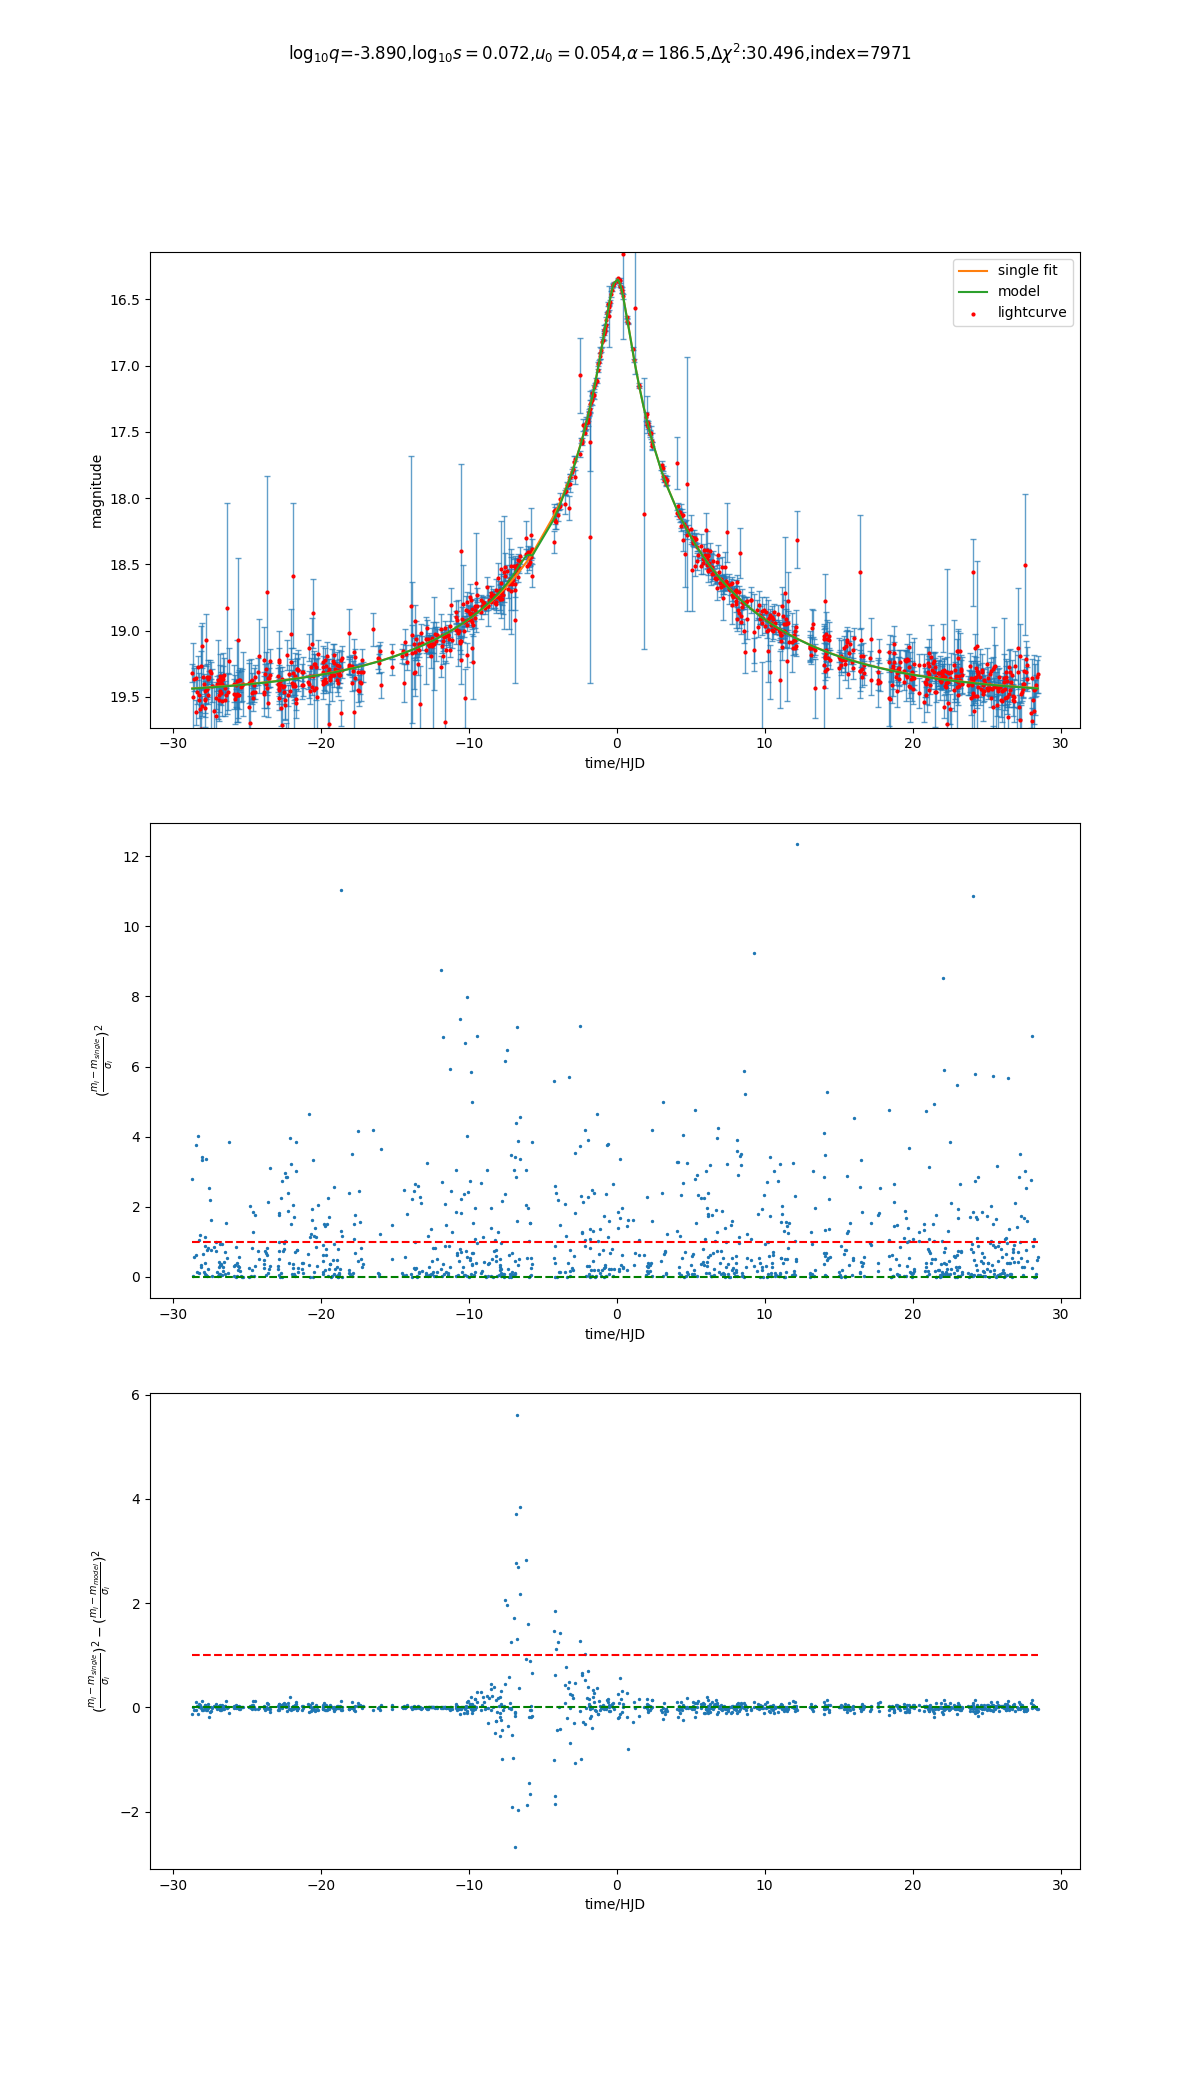 log₁₀q=-3.890,log₁₀s = 0.072,u₀ = 0.054,α = 186.5,Δχ²:30.496,index=7971
single fit
model
lightcurve
16.5
17.0
17.5
18.0
18.5
19.0
19.5
magnitude
−30 −20 −10 0 10 20 30
time/HJD
12
10
8
6
4
2
0
(mᵢ − m_single / σᵢ)²
−30 −20 −10 0 10 20 30
time/HJD
6
4
2
0
−2
(mᵢ − m_single / σᵢ)² − (mᵢ − m_model / σᵢ)²
−30 −20 −10 0 10 20 30
time/HJD